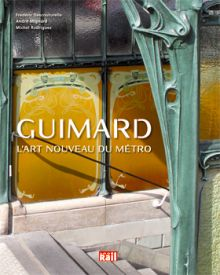 Frédéric Descouturelle
André Mignard
Michel Rodriguez
GUIMARD
L'ART NOUVEAU DU MÉTRO
Rail